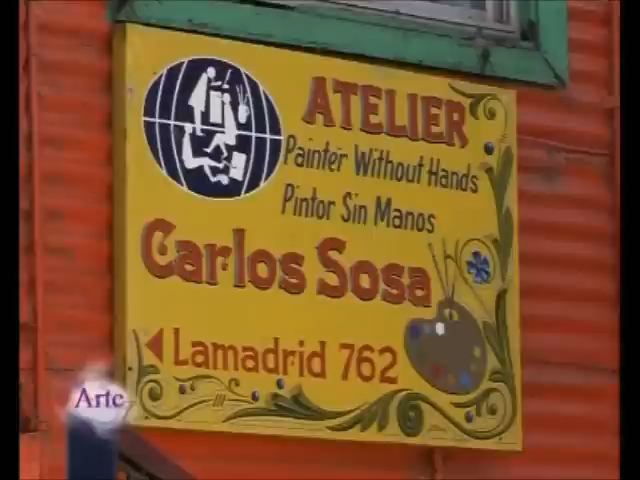 ATELIER
Painter Without Hands
Pintor Sin Manos
Carlos Sosa
Lamadrid 762
Arte